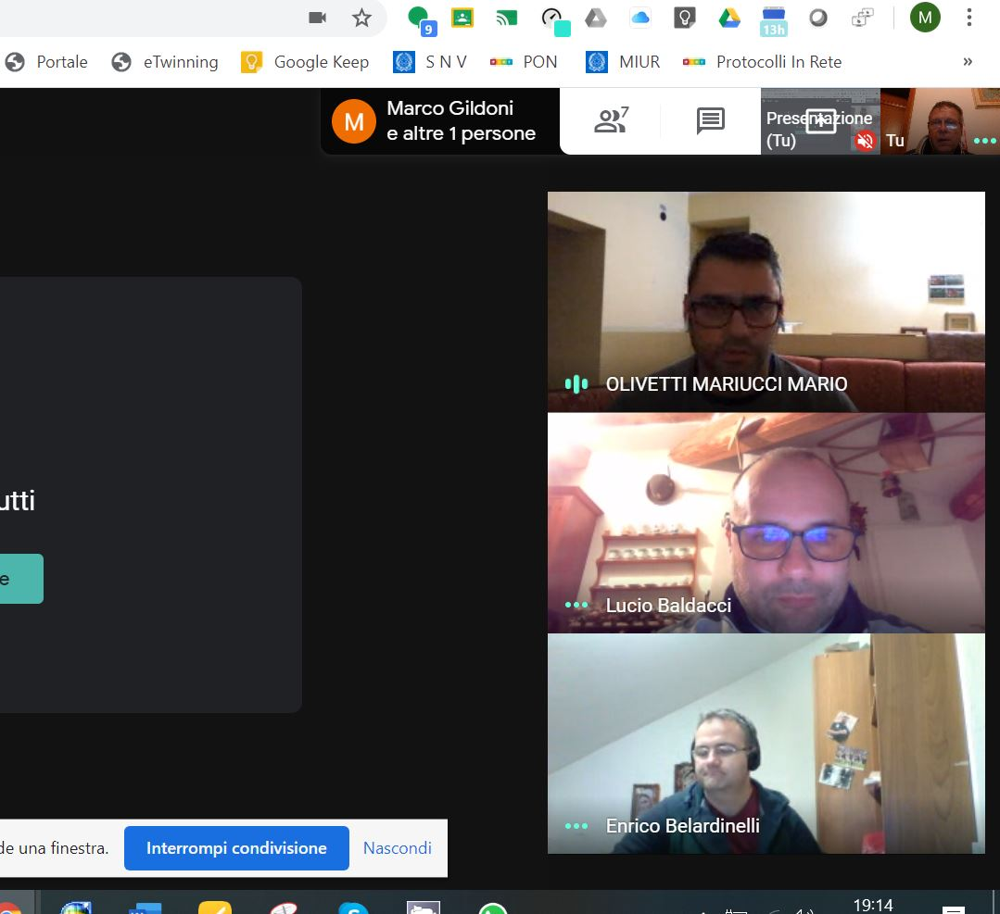 9
13h
M
Portale
eTwinning
Google Keep
S N V
PON
MIUR
Protocolli In Rete
»
M
Marco Gildoni
e altre 1 persone
7
Presentazione
(Tu)
Tu
OLIVETTI MARIUCCI MARIO
utti
e
Lucio Baldacci
Enrico Belardinelli
de una finestra.
Interrompi condivisione
Nascondi
19:14